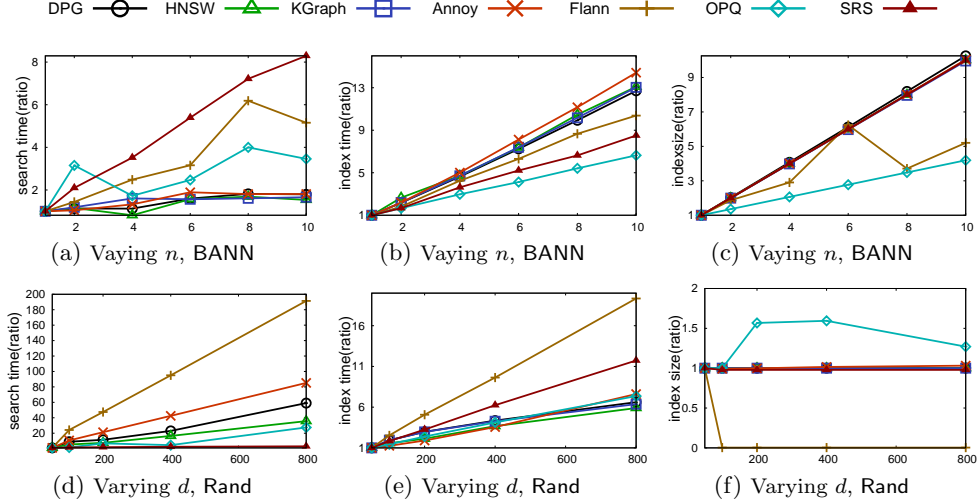 DPG HNSW KGraph Annoy Flann OPQ SRS
search time(ratio)
8
6
4
2
2 4 6 8 10
(a) Vaying n, BANN
index time(ratio)
13
9
5
1
2 4 6 8 10
(b) Vaying n, BANN
indexsize(ratio)
9
7
5
3
1
2 4 6 8 10
(c) Vaying n, BANN
search time(ratio)
200
180
160
140
120
100
80
60
40
20
200 400 600 800
(d) Varying d, Rand
index time(ratio)
16
11
6
1
200 400 600 800
(e) Varying d, Rand
index size(ratio)
2
1.5
1
0.5
0
200 400 600 800
(f) Varying d, Rand